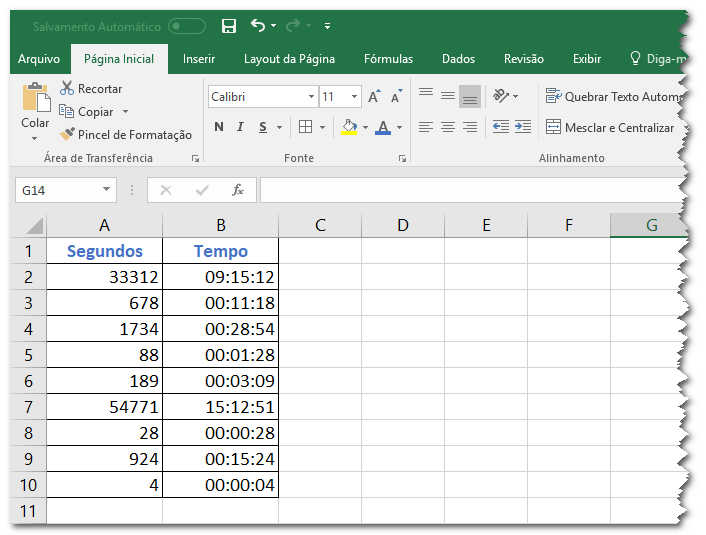 Salvamento Automático
Arquivo Página Inicial Inserir Layout da Página Fórmulas Dados Revisão Exibir Diga-m
Colar Recortar Copiar Pincel de Formatação
Calibri 11
N I S A
Quebrar Texto Automa
Mesclar e Centralizar
Área de Transferência Fonte Alinhamento
G14 fx
A B C D E F G
1 Segundos Tempo
2 33312 09:15:12
3 678 00:11:18
4 1734 00:28:54
5 88 00:01:28
6 189 00:03:09
7 54771 15:12:51
8 28 00:00:28
9 924 00:15:24
10 4 00:00:04
11